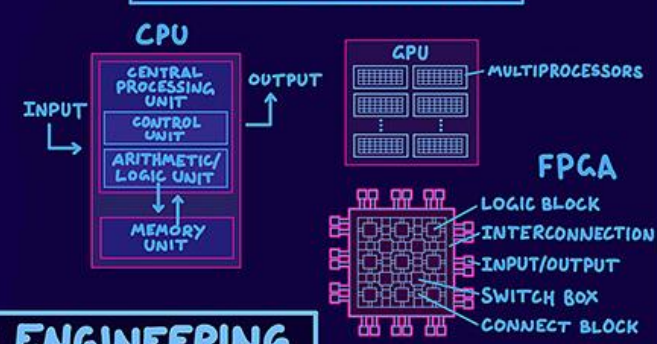 CPU
INPUT
CENTRAL
PROCESSING
UNIT
CONTROL
UNIT
ARITHMETIC/
LOGIC UNIT
MEMORY
UNIT
OUTPUT
GPU
MULTIPROCESSORS
FPGA
LOGIC BLOCK
INTERCONNECTION
INPUT/OUTPUT
SWITCH BOX
CONNECT BLOCK
ENGINEERING